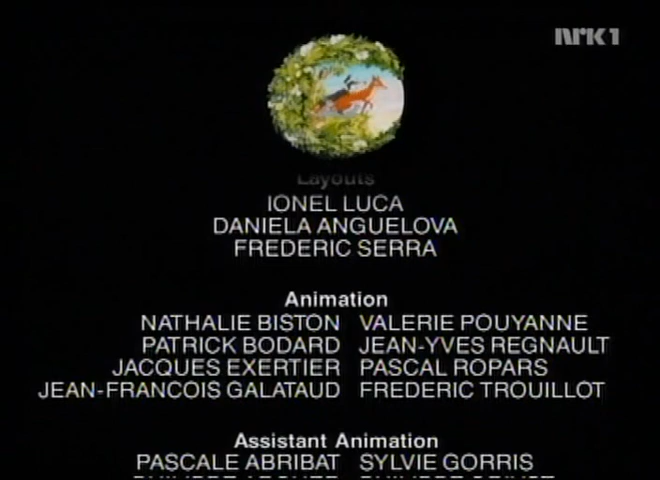 NRK1
Layouts
IONEL LUCA
DANIELA ANGUELOVA
FREDERIC SERRA
Animation
NATHALIE BISTON VALERIE POUYANNE
PATRICK BODARD JEAN-YVES REGNAULT
JACQUES EXERTIER PASCAL ROPARS
JEAN-FRANCOIS GALATAUD FREDERIC TROUILLOT
Assistant Animation
PASCALE ABRIBAT SYLVIE GORRIS